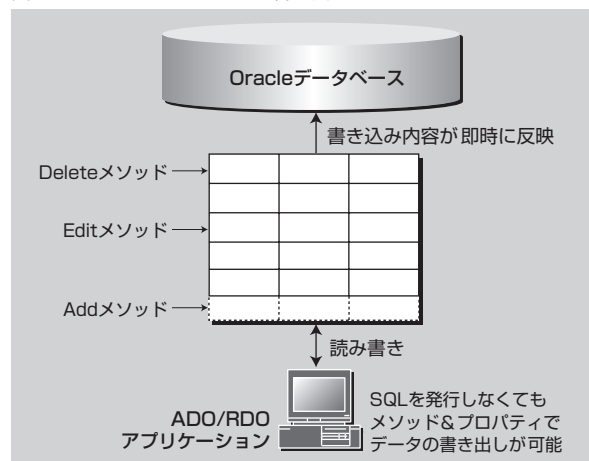 Oracleデータベース
書き込み内容が即時に反映
Deleteメソッド
Editメソッド
Addメソッド
読み書き
ADO/RDO
アプリケーション
SQLを発行しなくても
メソッド&プロパティで
データの書き出しが可能